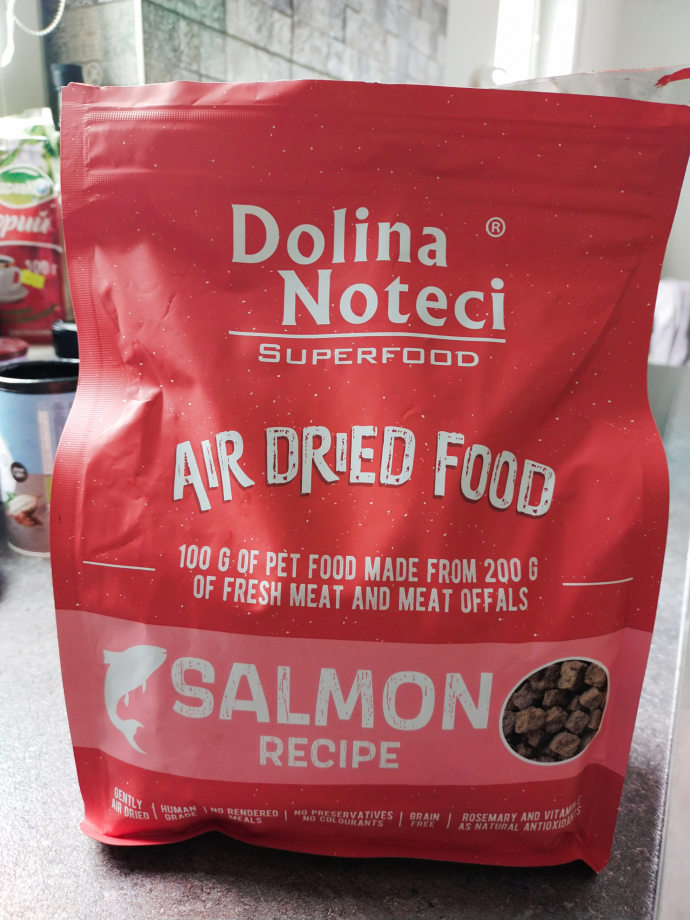 Dolina ®
Noteci
SUPERFOOD
AIR DRIED FOOD
100 G OF PET FOOD MADE FROM 200 G
OF FRESH MEAT AND MEAT OFFALS
SALMON
RECIPE
GENTLY
AIR DRIED
HUMAN
GRADE
NO RENDERED
MEALS
NO PRESERVATIVES
NO COLOURANTS
GRAIN
FREE
ROSEMARY AND VITAMIN E
AS NATURAL ANTIOXIDANTS
100